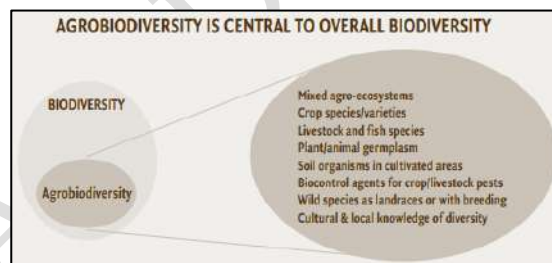 AGROBIODIVERSITY IS CENTRAL TO OVERALL BIODIVERSITY
BIODIVERSITY
Agrobiodiversity
Mixed agro-ecosystems
Crop species/varieties
Livestock and fish species
Plant/animal germplasm
Soil organisms in cultivated areas
Biocontrol agents for crop/livestock pests
Wild species as landraces or with breeding
Cultural & local knowledge of diversity